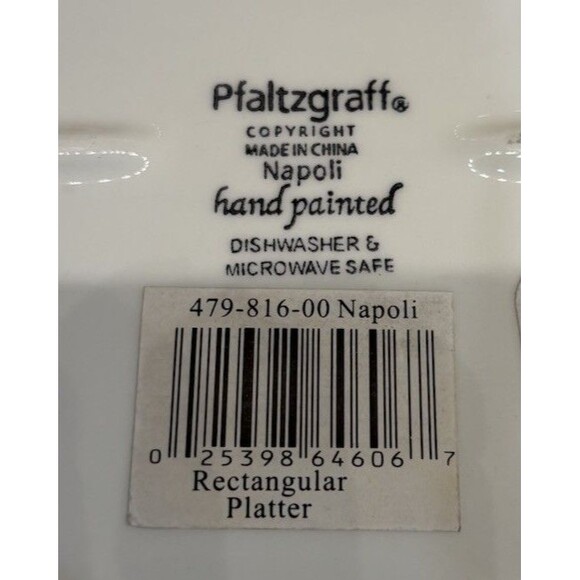 Pfaltzgraff®
COPYRIGHT
MADE IN CHINA
Napoli
hand painted
DISHWASHER &
MICROWAVE SAFE
479-816-00 Napoli
0 25398 64606 7
Rectangular
Platter